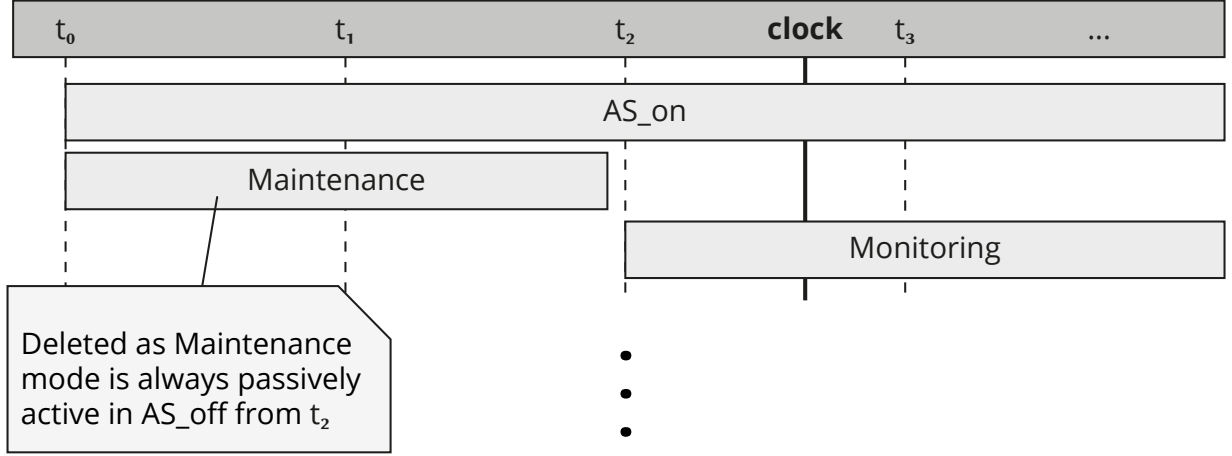 t₀ t₁ t₂ clock t₃ ...
AS_on
Maintenance
Monitoring
Deleted as Maintenance
mode is always passively
active in AS_off from t₂